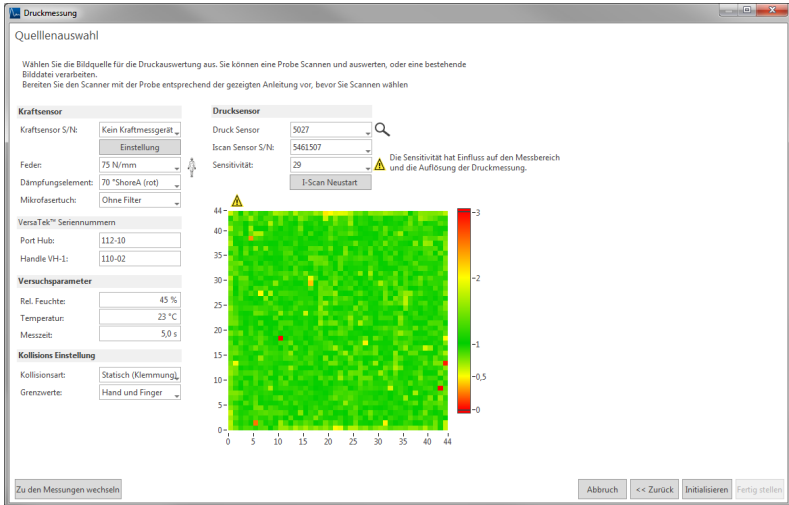 Druckmessung
Quelllenauswahl
Wählen Sie die Bildquelle für die Druckauswertung aus. Sie können eine Probe Scannen und auswerten, oder eine bestehende
Bilddatei verarbeiten.
Bereiten Sie den Scanner mit der Probe entsprechend der gezeigten Anleitung vor, bevor Sie Scannen wählen
Kraftsensor
Kraftsensor S/N: Kein Kraftmessgerät
Einstellung
Feder: 75 N/mm
Dämpfungselement: 70 °ShoreA (rot)
Mikrofasertuch: Ohne Filter
VersaTek™ Seriennummern
Port Hub: 112-10
Handle VH-1: 110-02
Versuchsparameter
Rel. Feuchte: 45 %
Temperatur: 23 °C
Messzeit: 5,0 s
Kollisions Einstellung
Kollisionsart: Statisch (Klemmung)
Grenzwerte: Hand und Finger
Drucksensor
Druck Sensor 5027
Iscan Sensor S/N: 5461507
Sensitivität: 29
Die Sensitivität hat Einfluss auf den Messbereich
und die Auflösung der Druckmessung.
I-Scan Neustart
44
40
35
30
25
20
15
10
5
0
0 5 10 15 20 25 30 35 40 44
3
2
1
0,5
0
Zu den Messungen wechseln
Abbruch << Zurück Initialisieren Fertig stellen